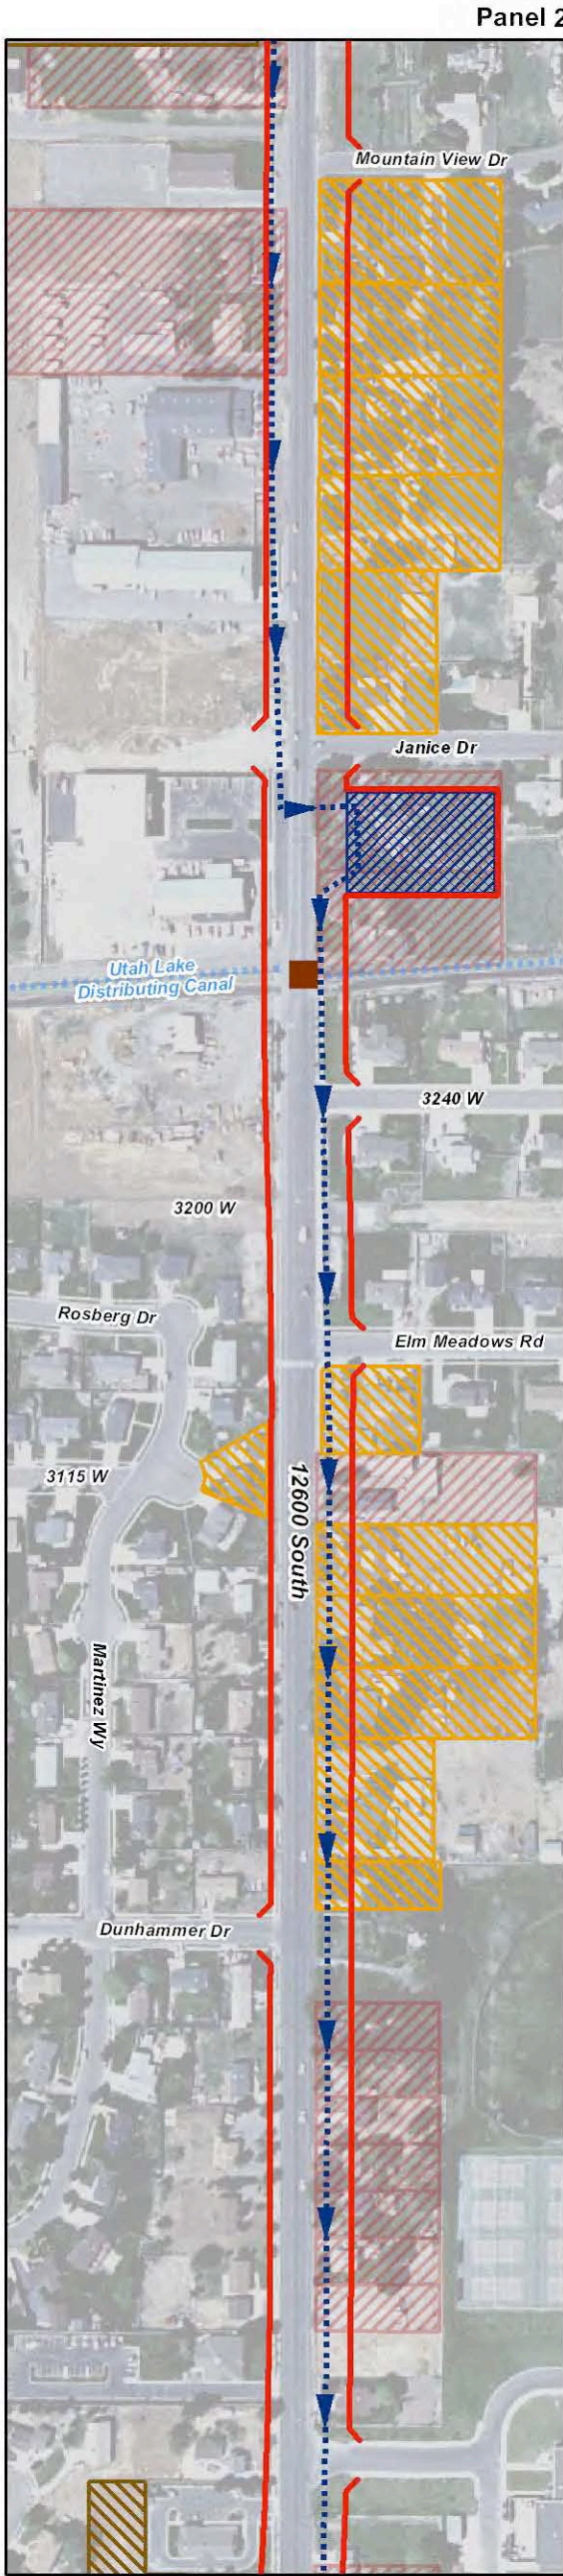 Panel 2
Mountain View Dr
Janice Dr
Utah Lake
Distributing Canal
3240 W
3200 W
Rosberg Dr
Elm Meadows Rd
3115 W
12600 South
Martinez Wy
Dunhammer Dr